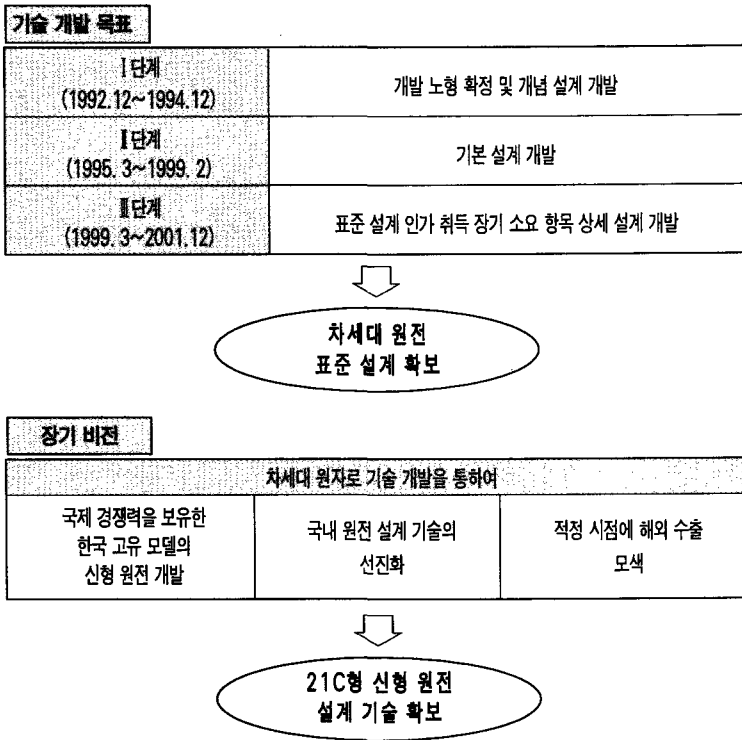 기술 개발 목표
Ⅰ단계
(1992.12~1994.12)
개발 노형 확정 및 개념 설계 개발
Ⅱ단계
(1995. 3~1999. 2)
기본 설계 개발
Ⅲ단계
(1999. 3~2001.12)
표준 설계 인가 취득 장기 소요 항목 상세 설계 개발
차세대 원전
표준 설계 확보
장기 비전
차세대 원자로 기술 개발을 통하여
국제 경쟁력을 보유한
한국 고유 모델의
신형 원전 개발
국내 원전 설계 기술의
선진화
적정 시점에 해외 수출
모색
21C형 신형 원전
설계 기술 확보